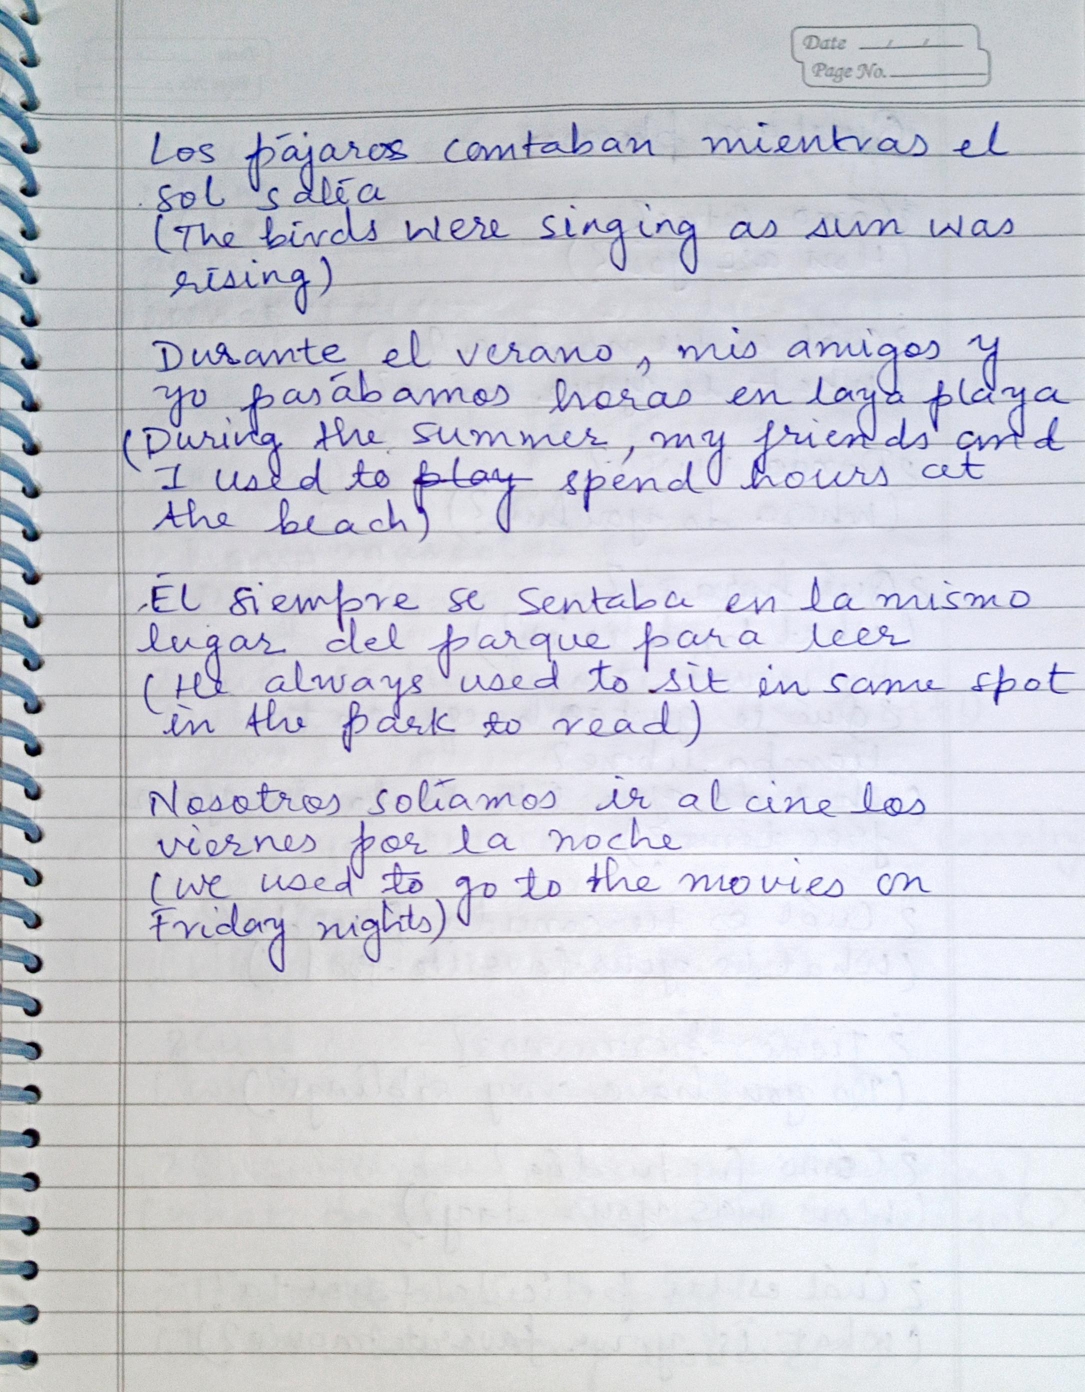 Date / /
Page No.
Los pájaros comtaban mientras el
sol salía
(The birds were singing as sun was
rising)
Durante el verano, mis amigos y
yo pasábamos horas en laya playa
(During the summer, my friends and
I used to play spend hours at
the beach)
Él siempre se sentaba en la mismo
lugar del parque para leer
(He always used to sit in same spot
in the park to read)
Nosotros solíamos ir al cine los
viernes por la noche
(we used to go to the movies on
Friday nights)